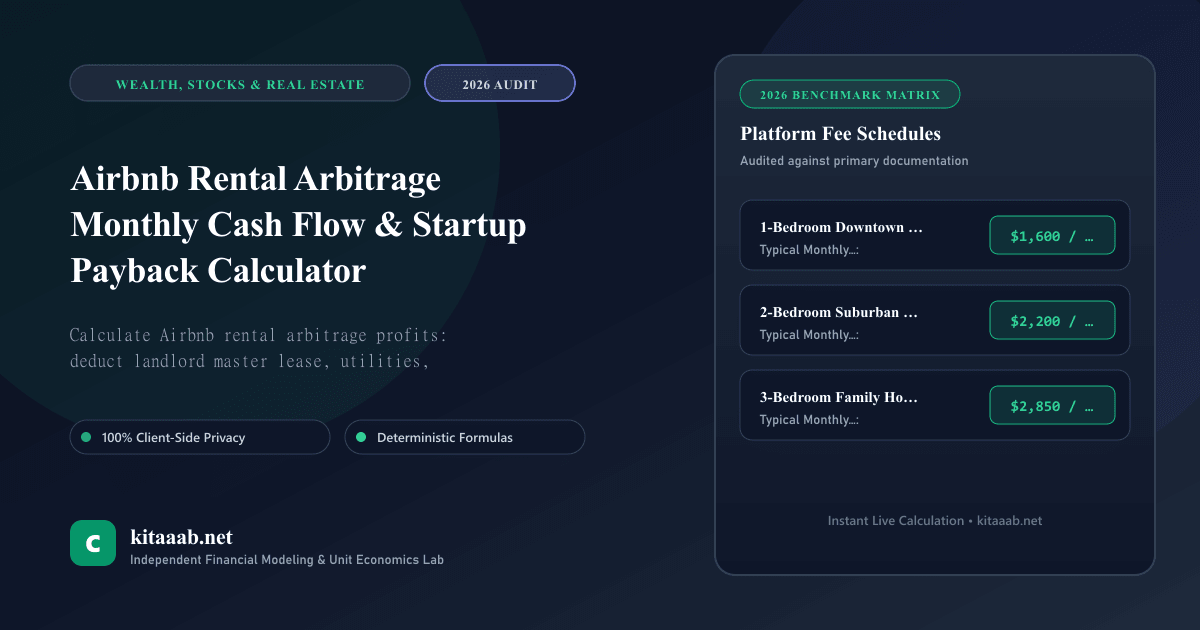 WEALTH, STOCKS & REAL ESTATE
2026 AUDIT
Airbnb Rental Arbitrage
Monthly Cash Flow & Startup
Payback Calculator
Calculate Airbnb rental arbitrage profits:
deduct landlord master lease, utilities,
100% Client-Side Privacy
Deterministic Formulas
C
kitaaab.net
Independent Financial Modeling & Unit Economics Lab
2026 BENCHMARK MATRIX
Platform Fee Schedules
Audited against primary documentation
1-Bedroom Downtown …
Typical Monthly…:
$1,600 / …
2-Bedroom Suburban …
Typical Monthly…:
$2,200 / …
3-Bedroom Family Ho…
Typical Monthly…:
$2,850 / …
Instant Live Calculation • kitaaab.net